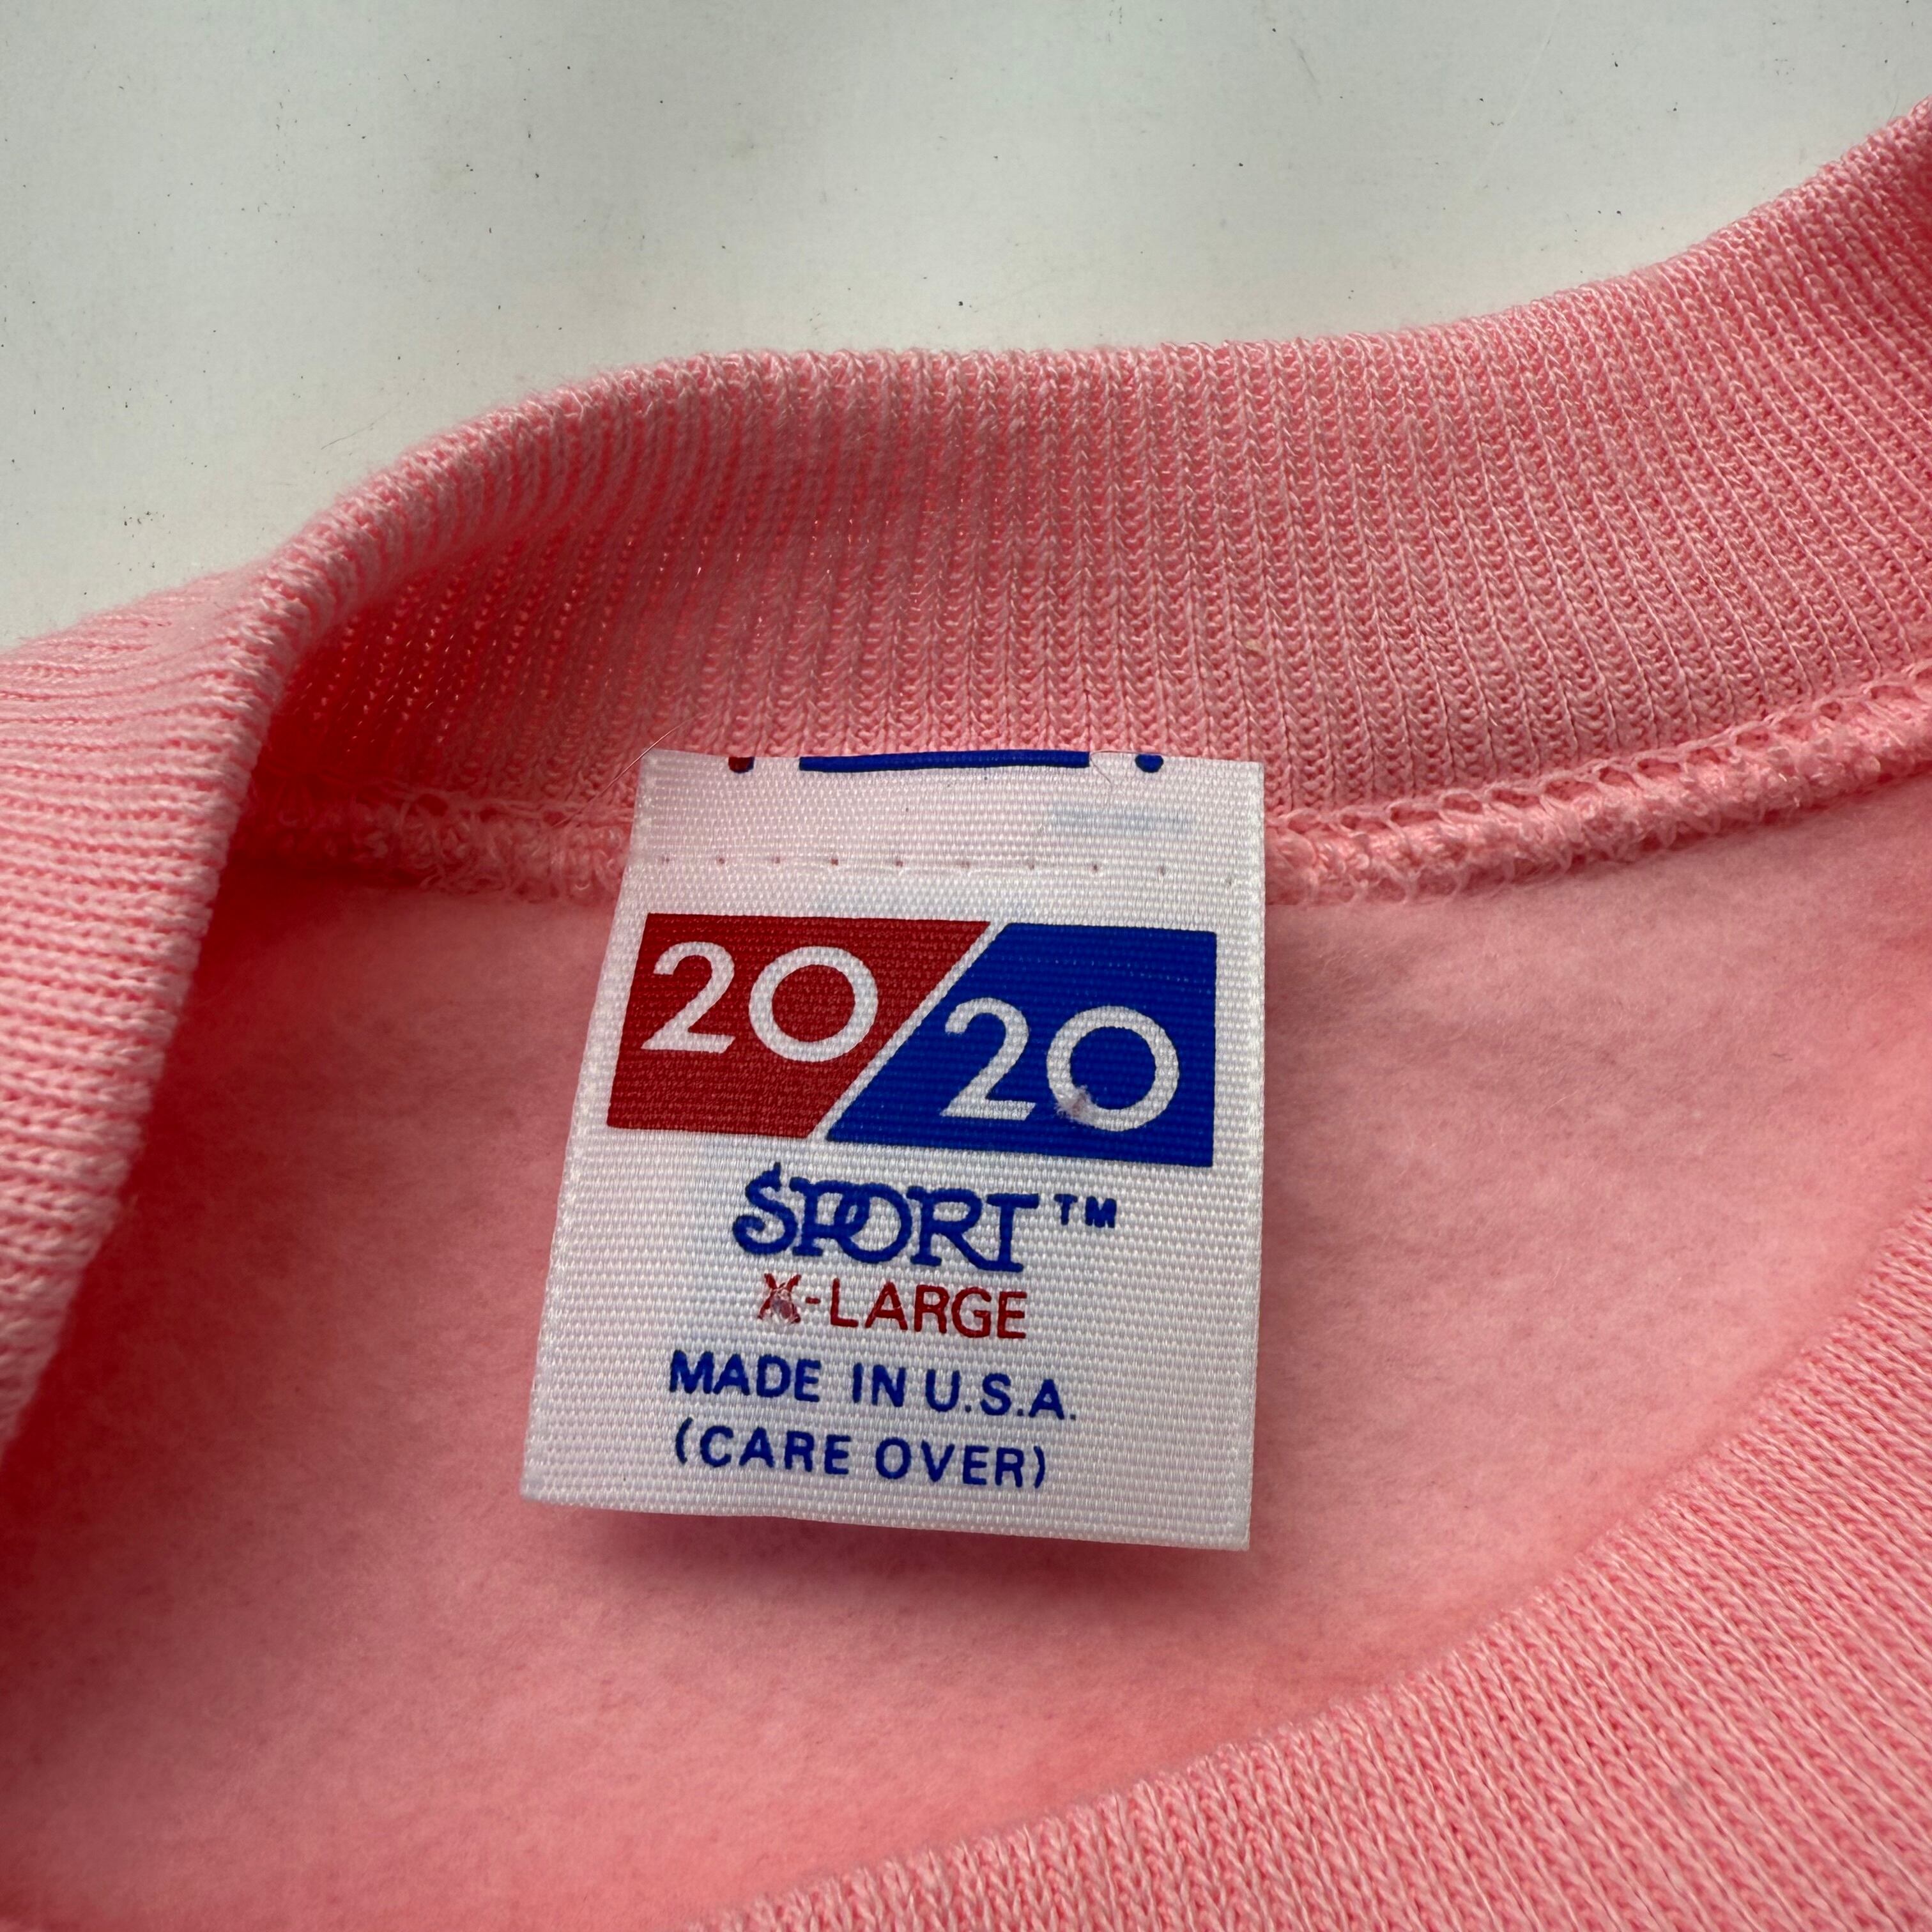 20/20
SPORT™
X-LARGE
MADE IN U.S.A.
(CARE OVER)